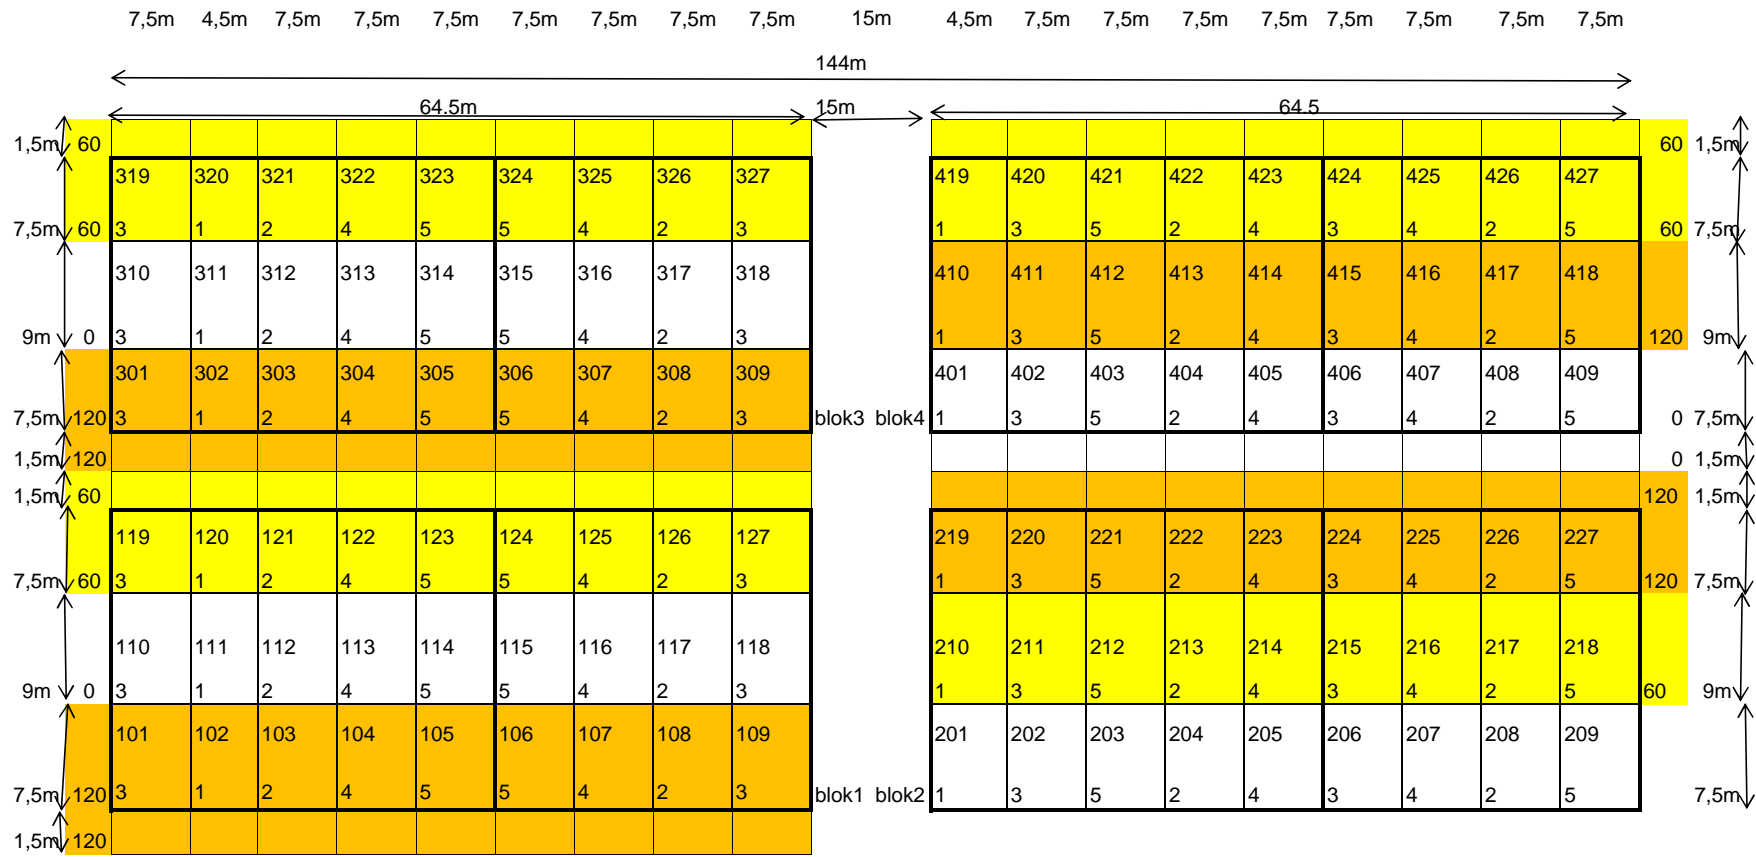 7,5m 4,5m 7,5m 7,5m 7,5m 7,5m 7,5m 7,5m 7,5m 15m 4,5m 7,5m 7,5m 7,5m 7,5m 7,5m 7,5m 7,5m 7,5m
144m
64.5m 15m 64.5
1,5m 60 60 1,5m
319 320 321 322 323 324 325 326 327 419 420 421 422 423 424 425 426 427
7,5m 60 3 1 2 4 5 5 4 2 3 1 3 5 2 4 3 4 2 5 60 7,5m
310 311 312 313 314 315 316 317 318 410 411 412 413 414 415 416 417 418
9m 0 3 1 2 4 5 5 4 2 3 1 3 5 2 4 3 4 2 5 120 9m
301 302 303 304 305 306 307 308 309 401 402 403 404 405 406 407 408 409
7,5m 120 3 1 2 4 5 5 4 2 3 blok3 blok4 1 3 5 2 4 3 4 2 5 0 7,5m
1,5m 120 0 1,5m
1,5m 60 120 1,5m
119 120 121 122 123 124 125 126 127 219 220 221 222 223 224 225 226 227
7,5m 60 3 1 2 4 5 5 4 2 3 1 3 5 2 4 3 4 2 5 120 7,5m
110 111 112 113 114 115 116 117 118 210 211 212 213 214 215 216 217 218
9m 0 3 1 2 4 5 5 4 2 3 1 3 5 2 4 3 4 2 5 60 9m
101 102 103 104 105 106 107 108 109 201 202 203 204 205 206 207 208 209
7,5m 120 3 1 2 4 5 5 4 2 3 blok1 blok2 1 3 5 2 4 3 4 2 5 7,5m
1,5m 120